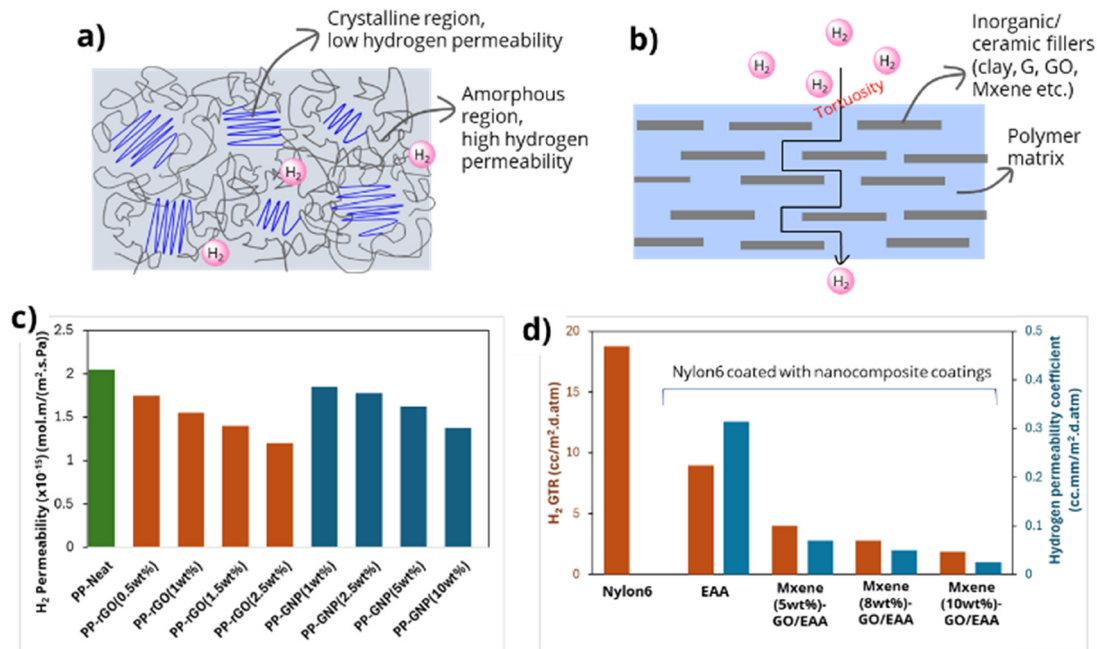 a)
Crystalline region,
low hydrogen permeability
Amorphous
region,
high hydrogen
permeability
H₂
H₂
H₂
b)
H₂
H₂
H₂
H₂
Tortuosity
Inorganic/
ceramic fillers
(clay, G, GO,
Mxene etc.)
Polymer
matrix
H₂
c)
H₂ Permeability (x10⁻¹⁵) (mol.m/(m².s.Pa))
2.5
2
1.5
1
0.5
0
PP-Neat
PP-rGO(0.5wt%)
PP-rGO(1wt%)
PP-rGO(1.5wt%)
PP-rGO(2.5wt%)
PP-GNP(1wt%)
PP-GNP(2.5wt%)
PP-GNP(5wt%)
PP-GNP(10wt%)
d)
H₂ GTR (cc/m².d.atm)
20
15
10
5
0
Nylon6 coated with nanocomposite coatings
0.5
0.4
0.3
0.2
0.1
0
Hydrogen permeability coefficient
(cc.mm/m².d.atm)
Nylon6
EAA
Mxene
(5wt%)-
GO/EAA
Mxene
(8wt%)-
GO/EAA
Mxene
(10wt%)-
GO/EAA